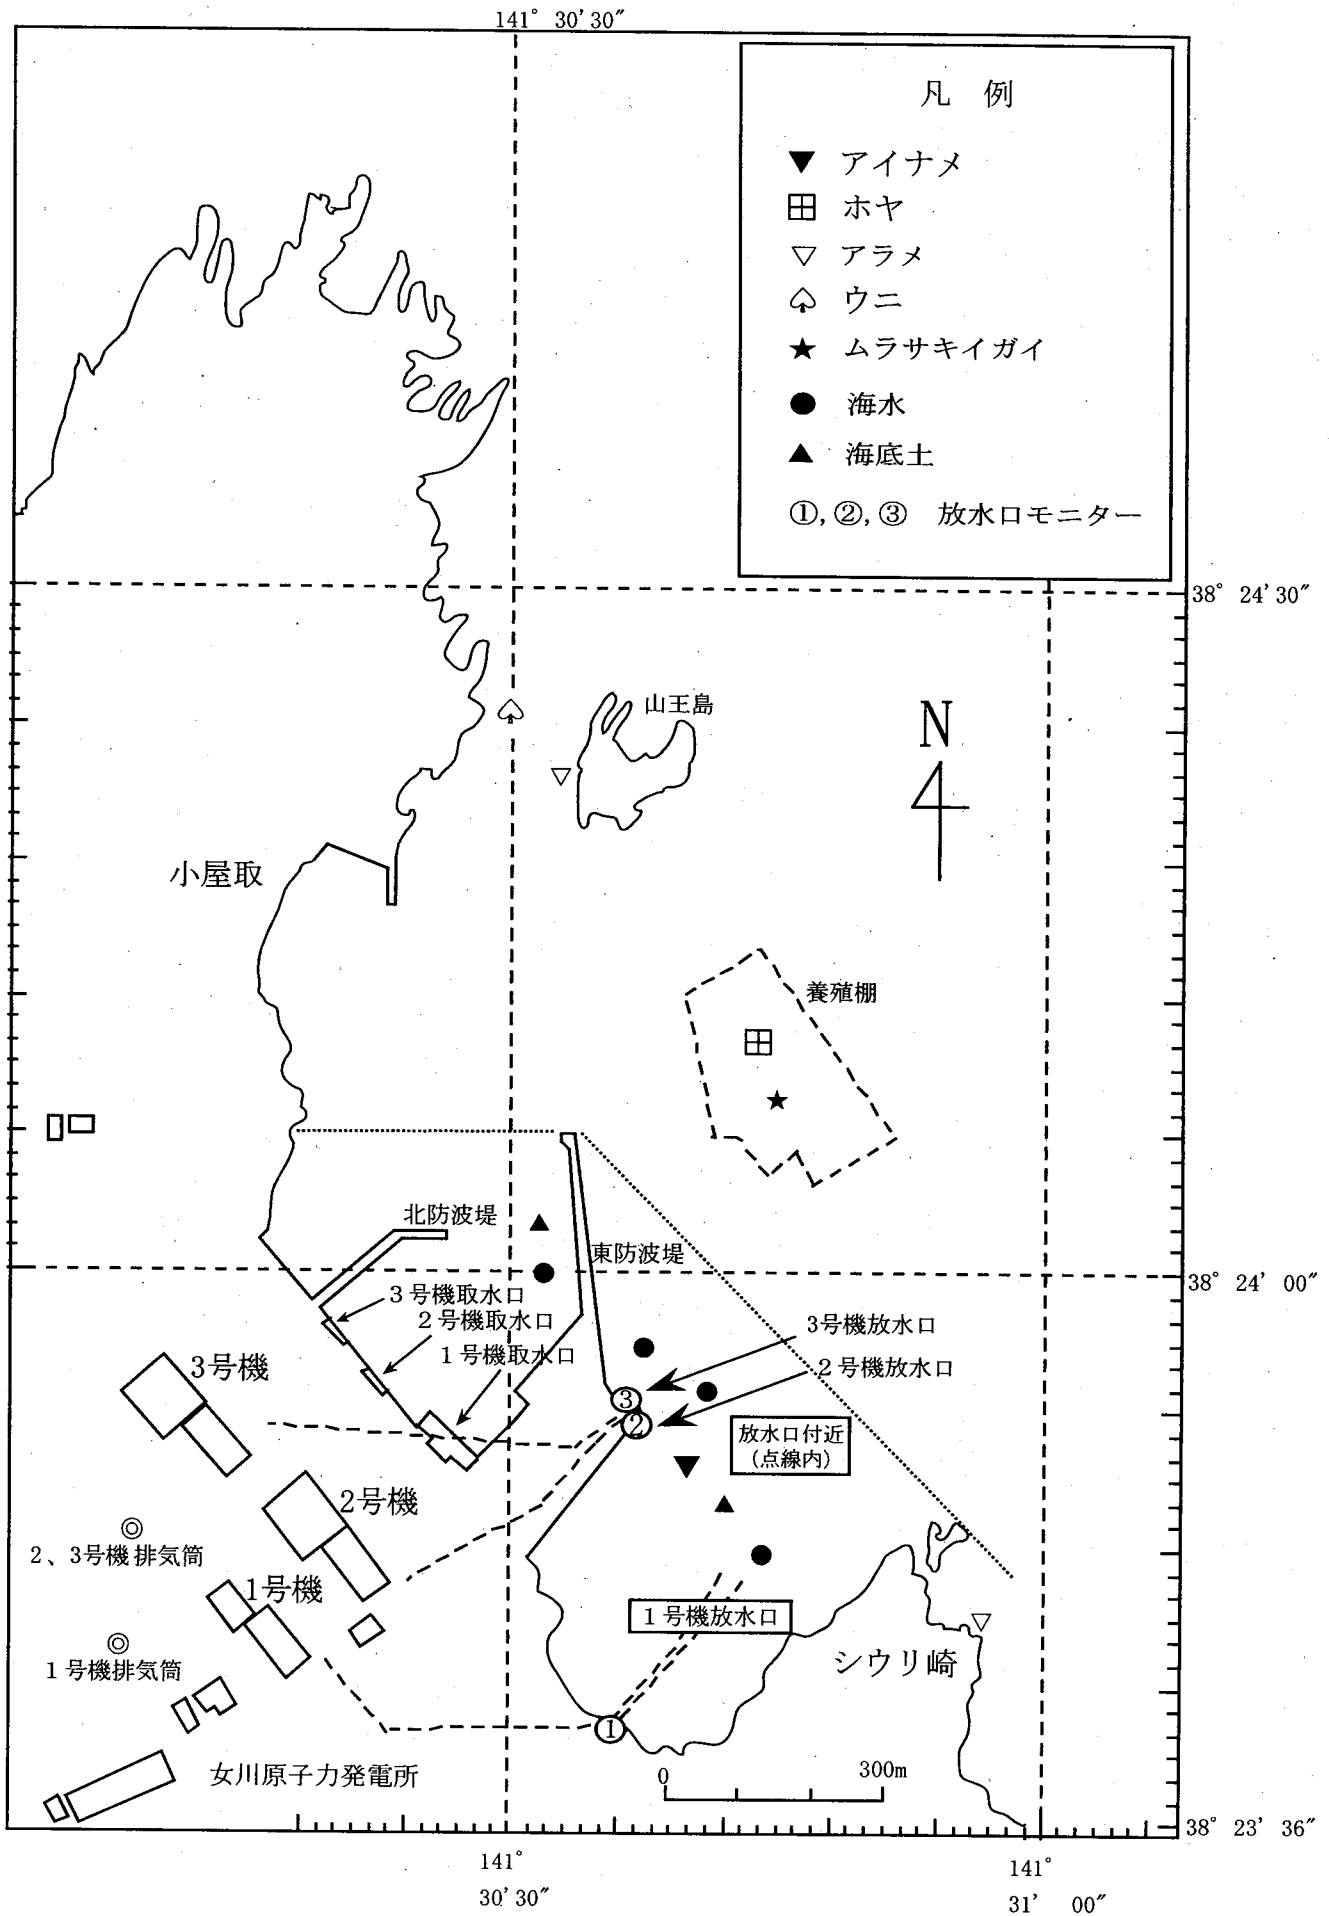 141° 30′30″
凡 例
アイナメ
ホヤ
アラメ
ウニ
ムラサキイガイ
海水
海底土
①,②,③ 放水口モニター
38° 24′30″
山王島
N
小屋取
養殖棚
北防波堤
東防波堤
38° 24′00″
3号機取水口
2号機取水口
1号機取水口
3号機放水口
2号機放水口
3号機
③
②
放水口付近
(点線内)
2号機
2、3号機排気筒
1号機
1号機放水口
シウリ崎
1号機排気筒
①
女川原子力発電所
0 300m
38° 23′36″
141°
30′30″
141°
31′ 00″